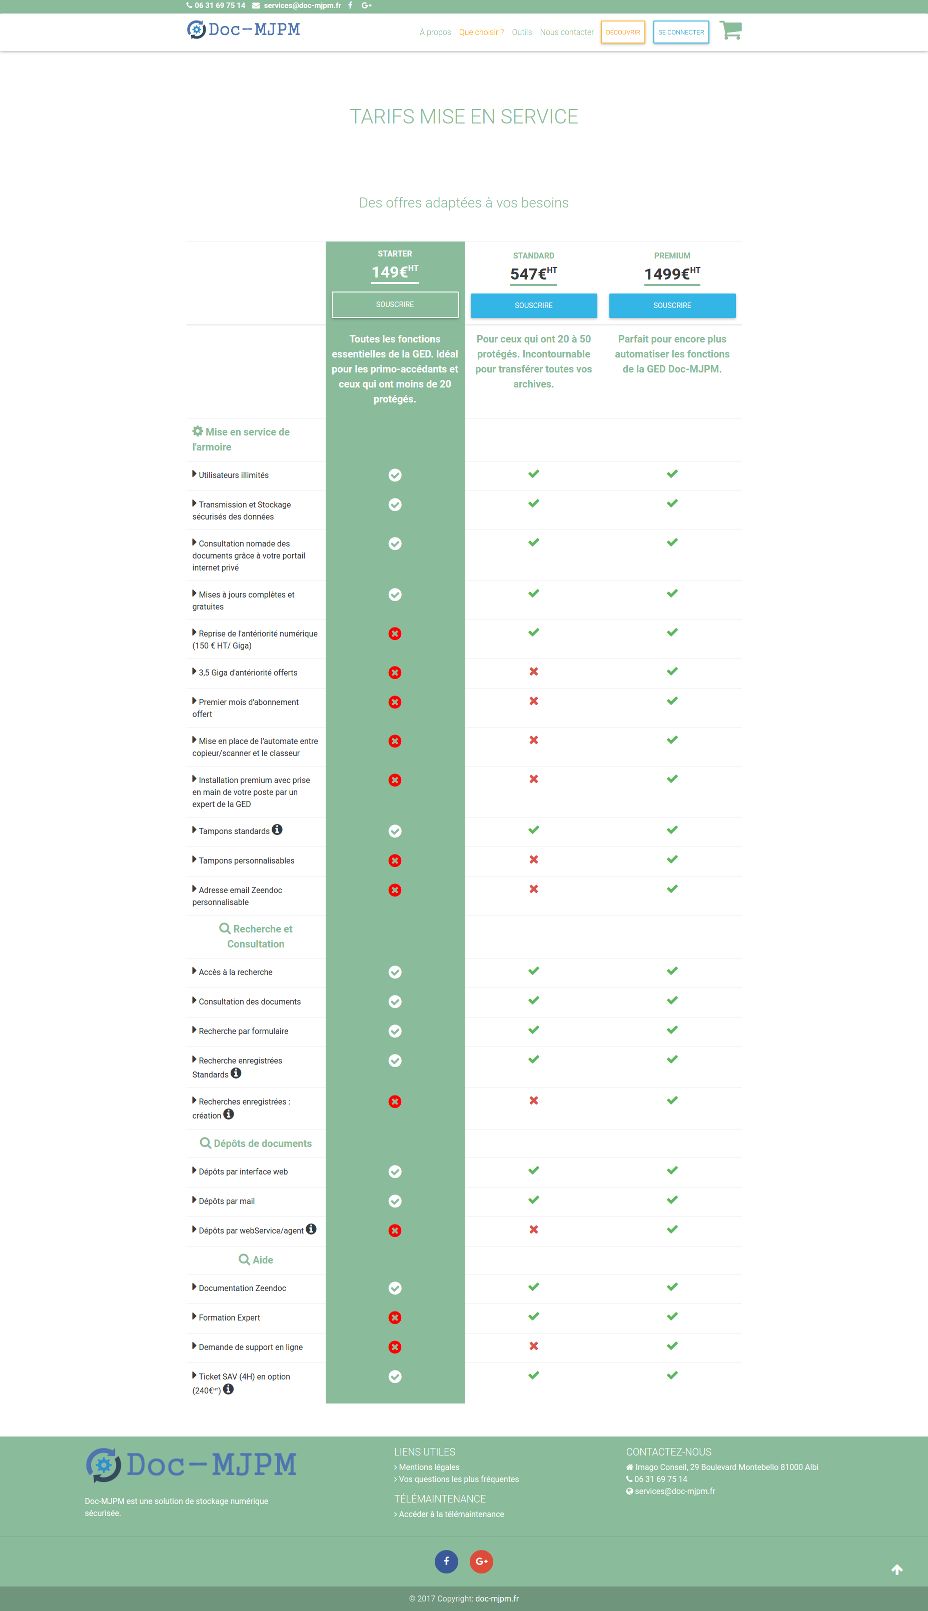 06 31 69 75 14 services@doc-mjpm.fr
Doc-MJPM
À propos Que choisir ? Outils Nous contacter DECOUVRIR SE CONNECTER
TARIFS MISE EN SERVICE
Des offres adaptées à vos besoins
STARTER
149€HT
SOUSCRIRE
STANDARD
547€HT
SOUSCRIRE
PREMIUM
1499€HT
SOUSCRIRE
Toutes les fonctions
essentielles de la GED. Idéal
pour les primo-accédants et
ceux qui ont moins de 20
protégés.
Pour ceux qui ont 20 à 50
protégés. Incontournable
pour transférer toutes vos
archives.
Parfait pour encore plus
automatiser les fonctions
de la GED Doc-MJPM.
Mise en service de
l'armoire
Utilisateurs illimités
Transmission et Stockage
sécurisés des données
Consultation nomade des
documents grâce à votre portail
internet privé
Mises à jours complètes et
gratuites
Reprise de l'antériorité numérique
(150 € HT/ Giga)
3,5 Giga d'antériorité offerts
Premier mois d'abonnement
offert
Mise en place de l'automate entre
copieur/scanner et le classeur
Installation premium avec prise
en main de votre poste par un
expert de la GED
Tampons standards
Tampons personnalisables
Adresse email Zeendoc
personnalisable
Recherche et
Consultation
Accès à la recherche
Consultation des documents
Recherche par formulaire
Recherche enregistrées
Standards
Recherches enregistrées :
création
Dépôts de documents
Dépôts par interface web
Dépôts par mail
Dépôts par webService/agent
Aide
Documentation Zeendoc
Formation Expert
Demande de support en ligne
Ticket SAV (4H) en option
(240€HT)
Doc-MJPM
Doc-MJPM est une solution de stockage numérique
sécurisée.
LIENS UTILES
Mentions légales
Vos questions les plus fréquentes
TÉLÉMAINTENANCE
Accéder à la télémaintenance
CONTACTEZ-NOUS
Imago Conseil, 29 Boulevard Montebello 81000 Albi
06 31 69 75 14
services@doc-mjpm.fr
© 2017 Copyright: doc-mjpm.fr